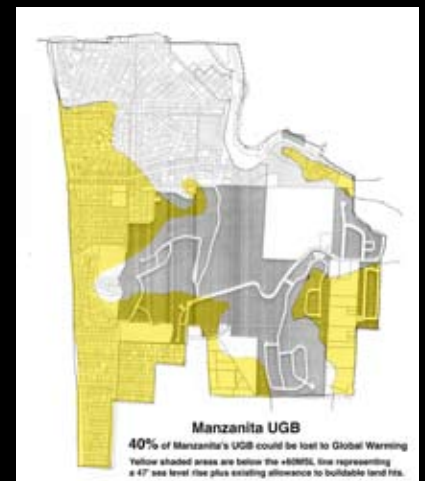 Manzanita UGB
40% of Manzanita's UGB could be lost to Global Warming
Yellow shaded areas are below the +60MSL line representing
a 47' sea level rise plus existing allowance to buildable land hts.